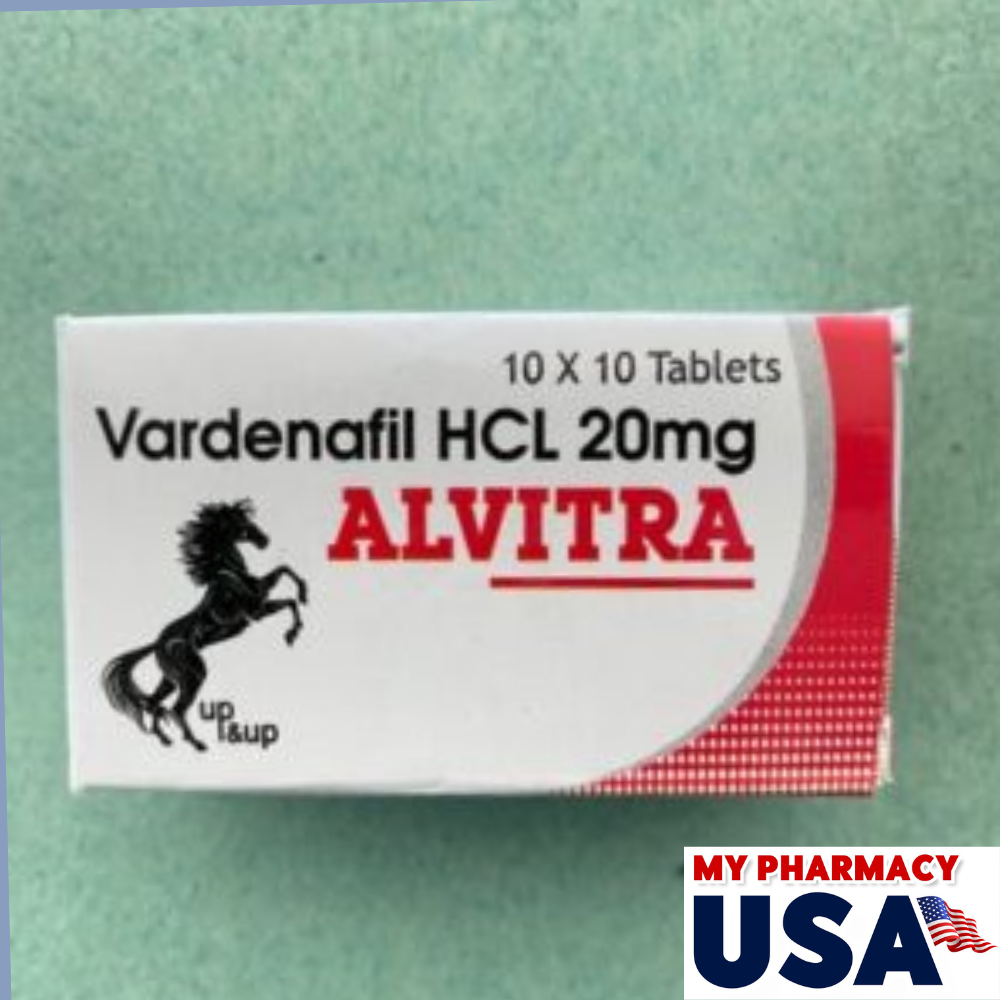 10 X 10 Tablets
Vardenafil HCL 20mg
ALVITRA
up
&up
MY PHARMACY
USA